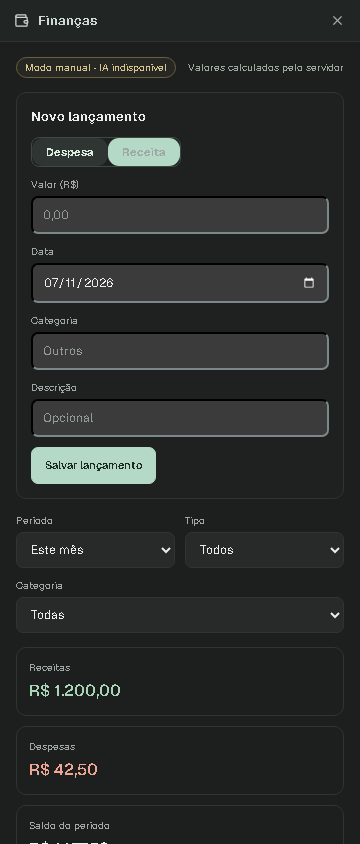 Finanças
Modo manual · IA indisponível
Valores calculados pelo servidor
Novo lançamento
Despesa
Receita
Valor (R$)
0,00
Data
07/11/2026
Categoria
Outros
Descrição
Opcional
Salvar lançamento
Período
Tipo
Este mês
Todos
Categoria
Todas
Receitas
R$ 1.200,00
Despesas
R$ 42,50
Saldo do período